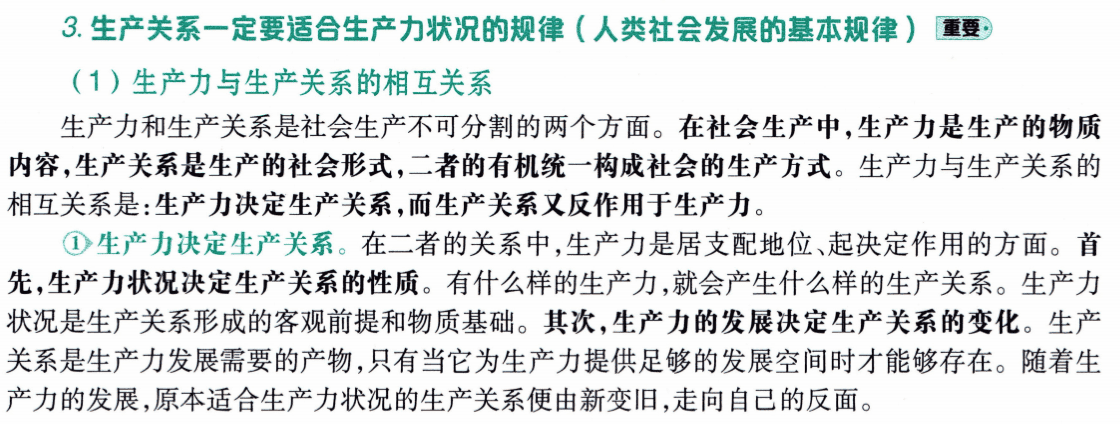 3. 生产关系一定要适合生产力状况的规律（人类社会发展的基本规律） 重要
（1）生产力与生产关系的相互关系
生产力和生产关系是社会生产不可分割的两个方面。在社会生产中，生产力是生产的物质
内容，生产关系是生产的社会形式，二者的有机统一构成社会的生产方式。生产力与生产关系的
相互关系是：生产力决定生产关系，而生产关系又反作用于生产力。
①生产力决定生产关系。在二者的关系中，生产力是居支配地位、起决定作用的方面。首
先，生产力状况决定生产关系的性质。有什么样的生产力，就会产生什么样的生产关系。生产力
状况是生产关系形成的客观前提和物质基础。其次，生产力的发展决定生产关系的变化。生产
关系是生产力发展需要的产物，只有当它为生产力提供足够的发展空间时才能够存在。随着生
产力的发展，原本适合生产力状况的生产关系便由新变旧，走向自己的反面。